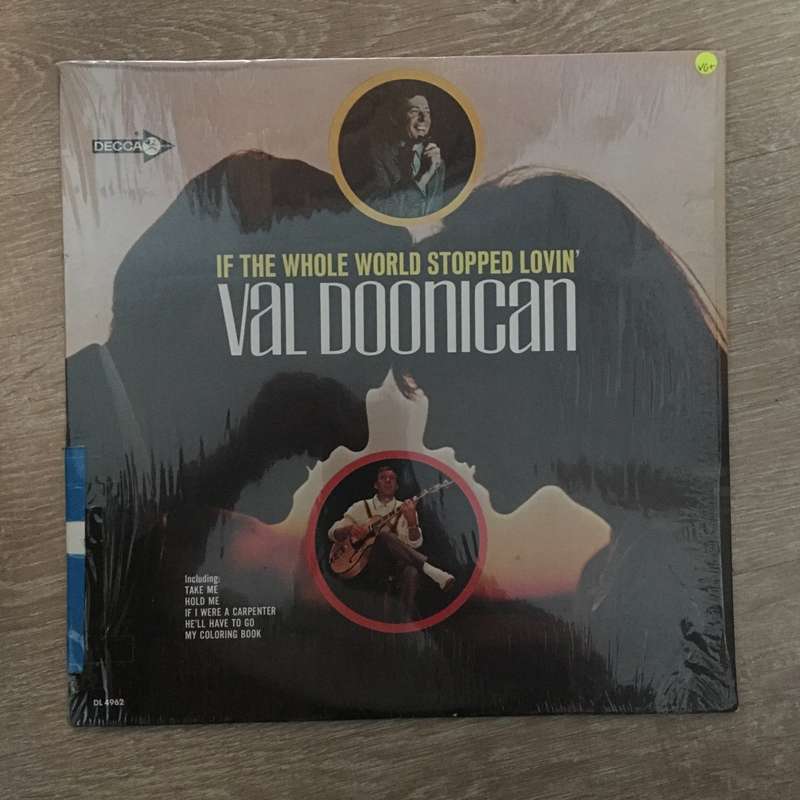 VG+
DECCA
IF THE WHOLE WORLD STOPPED LOVIN'
VAL DOONICAN
Including:
TAKE ME
HOLD ME
IF I WERE A CARPENTER
HE'LL HAVE TO GO
MY COLORING BOOK
DL 4962